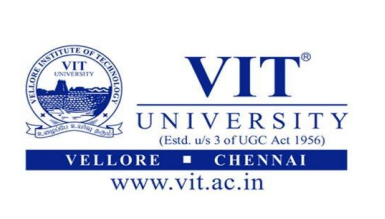 VELLORE INSTITUTE OF TECHNOLOGY
VIT
UNIVERSITY
VIT®
UNIVERSITY
(Estd. u/s 3 of UGC Act 1956)
VELLORE ■ CHENNAI
www.vit.ac.in